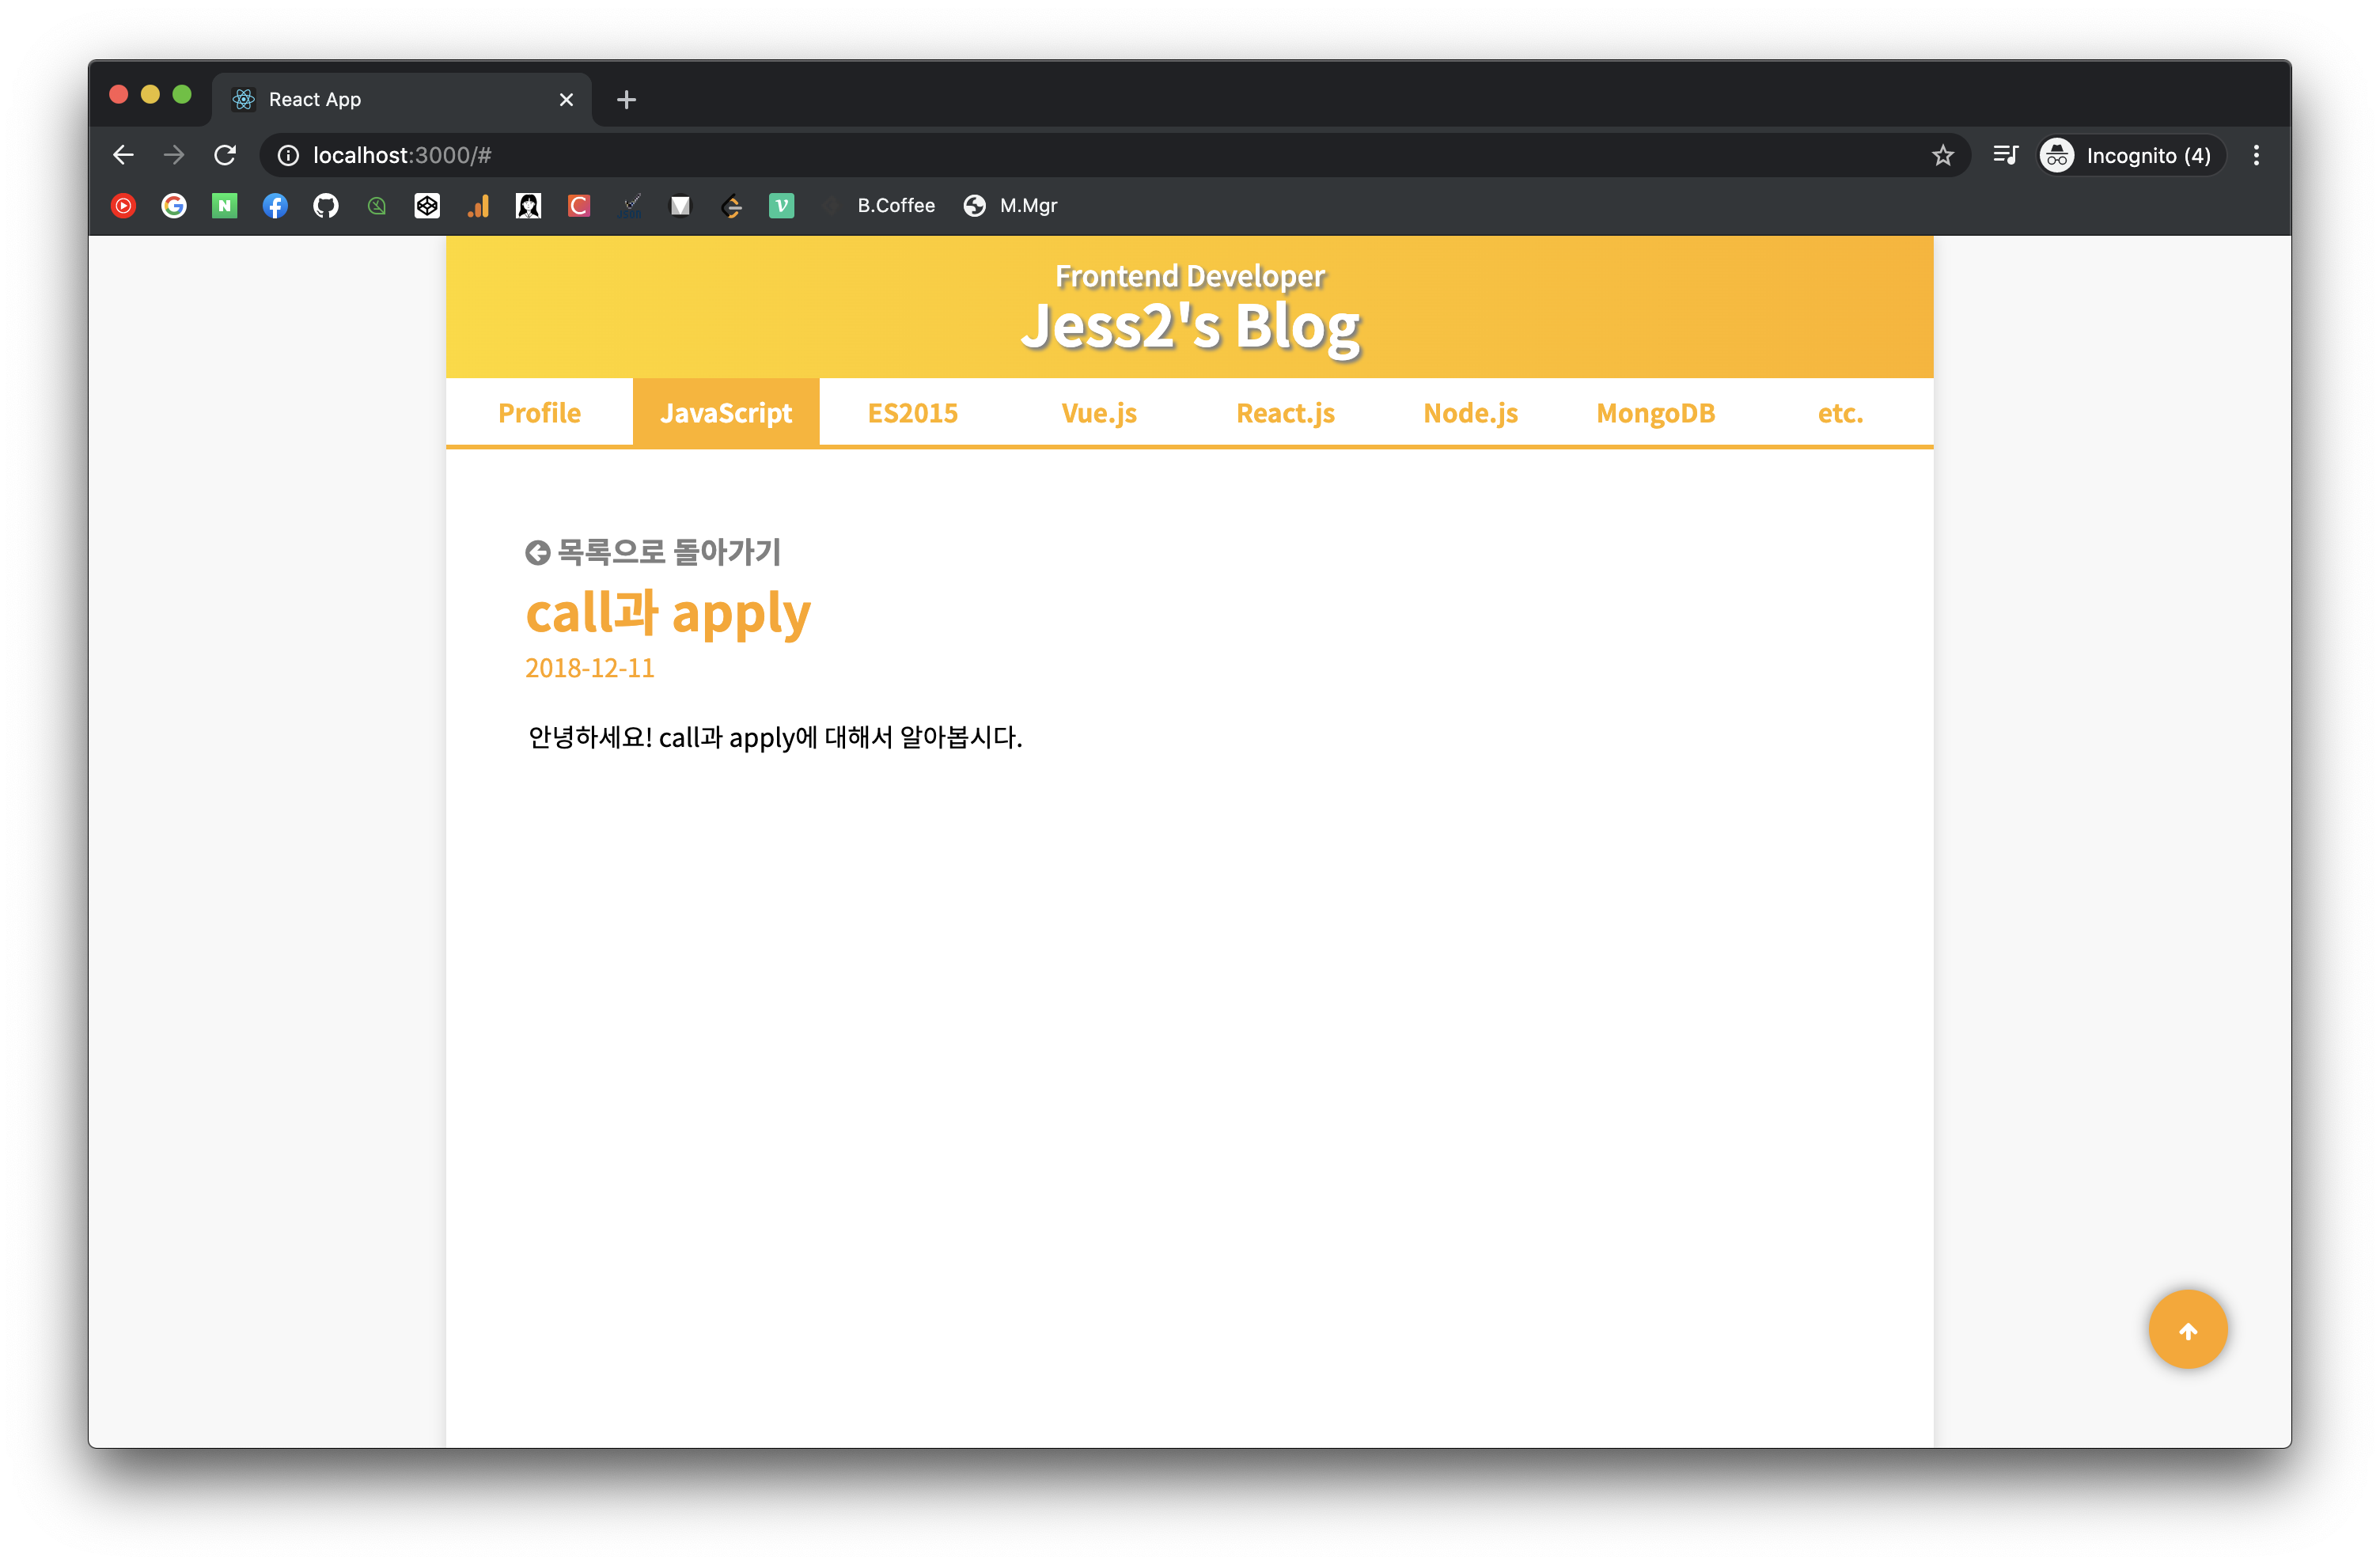 React App
localhost:3000/#
Incognito (4)
B.Coffee
M.Mgr
Frontend Developer
Jess2's Blog
Profile JavaScript ES2015 Vue.js React.js Node.js MongoDB etc.
목록으로 돌아가기
call과 apply
2018-12-11
안녕하세요! call과 apply에 대해서 알아봅시다.